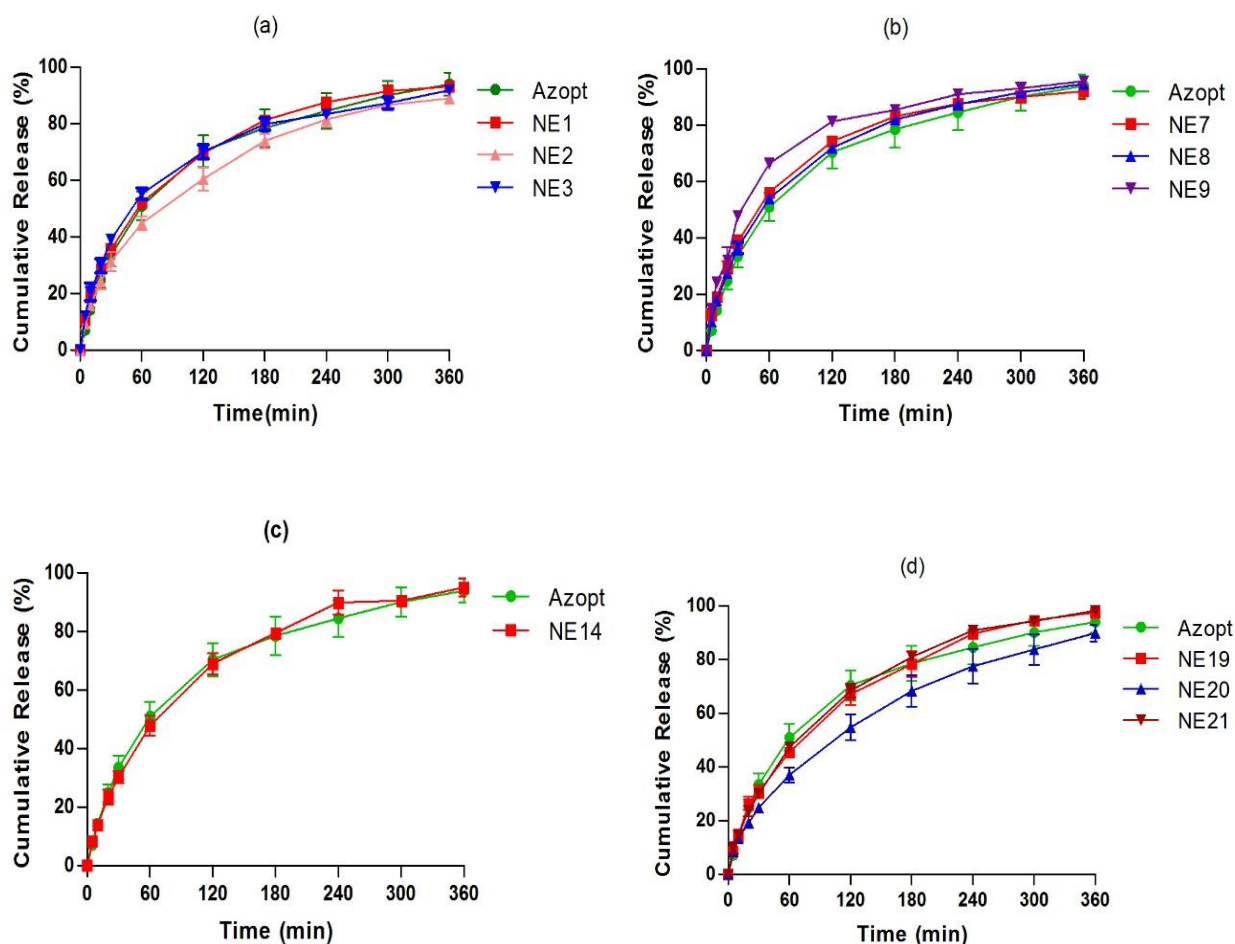 (a)
100
80
60
40
20
0
Cumulative Release (%)
0 60 120 180 240 300 360
Time(min)
Azopt
NE1
NE2
NE3
(b)
100
80
60
40
20
0
Cumulative Release (%)
0 60 120 180 240 300 360
Time (min)
Azopt
NE7
NE8
NE9
(c)
100
80
60
40
20
0
Cumulative Release (%)
0 60 120 180 240 300 360
Time (min)
Azopt
NE14
(d)
100
80
60
40
20
0
Cumulative Release (%)
0 60 120 180 240 300 360
Time (min)
Azopt
NE19
NE20
NE21